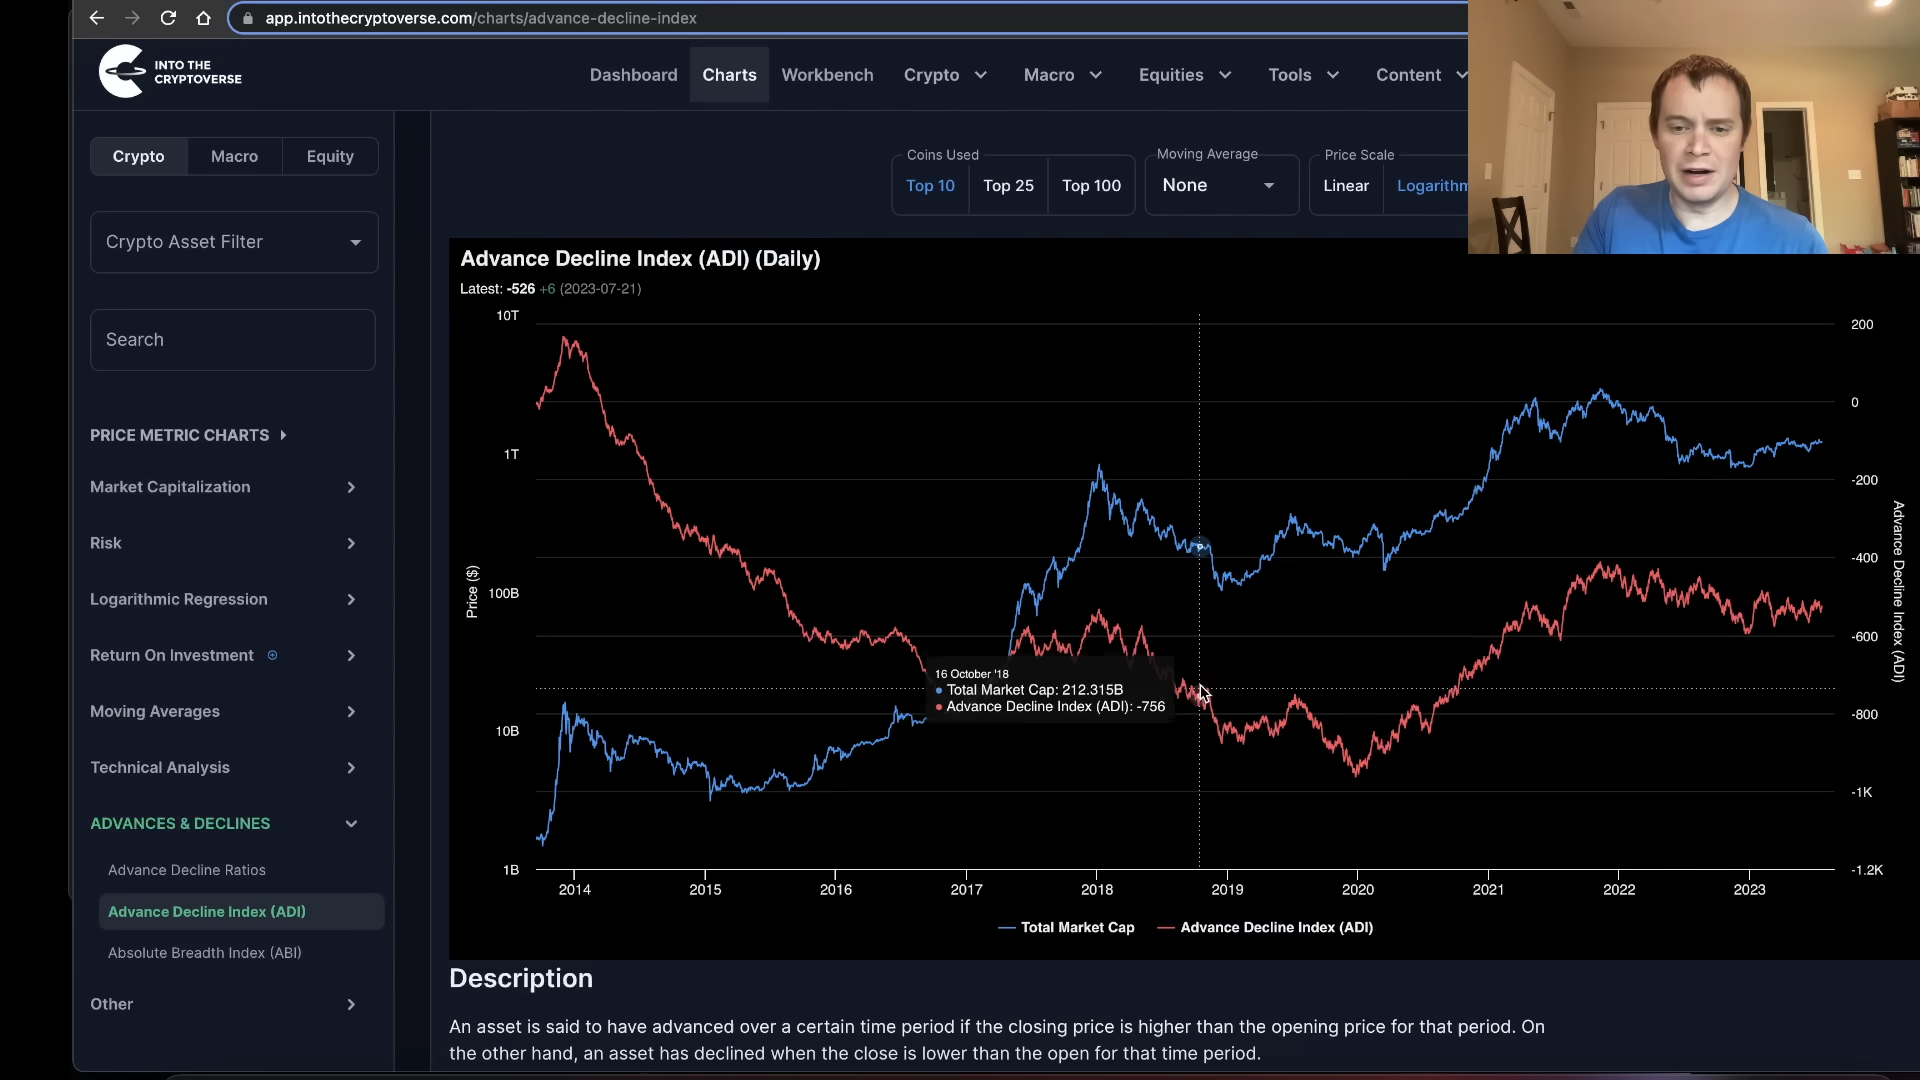 app.intothecryptoverse.com/charts/advance-decline-index
INTO THE
CRYPTOVERSE
Dashboard
Charts
Workbench
Crypto
Macro
Equities
Tools
Content
Crypto
Macro
Equity
Crypto Asset Filter
Search
PRICE METRIC CHARTS
Market Capitalization
Risk
Logarithmic Regression
Return On Investment
Moving Averages
Technical Analysis
ADVANCES & DECLINES
Advance Decline Ratios
Advance Decline Index (ADI)
Absolute Breadth Index (ABI)
Other
Coins Used
Top 10
Top 25
Top 100
Moving Average
None
Price Scale
Linear
Logarithm
Advance Decline Index (ADI) (Daily)
Latest: -526 +6 (2023-07-21)
10T
1T
100B
10B
1B
Price ($)
200
0
-200
-400
-600
-800
-1K
-1.2K
Advance Decline Index (ADI)
16 October '18
Total Market Cap: 212.315B
Advance Decline Index (ADI): -756
2014
2015
2016
2017
2018
2019
2020
2021
2022
2023
Total Market Cap
Advance Decline Index (ADI)
Description
An asset is said to have advanced over a certain time period if the closing price is higher than the opening price for that period. On
the other hand, an asset has declined when the close is lower than the open for that time period.